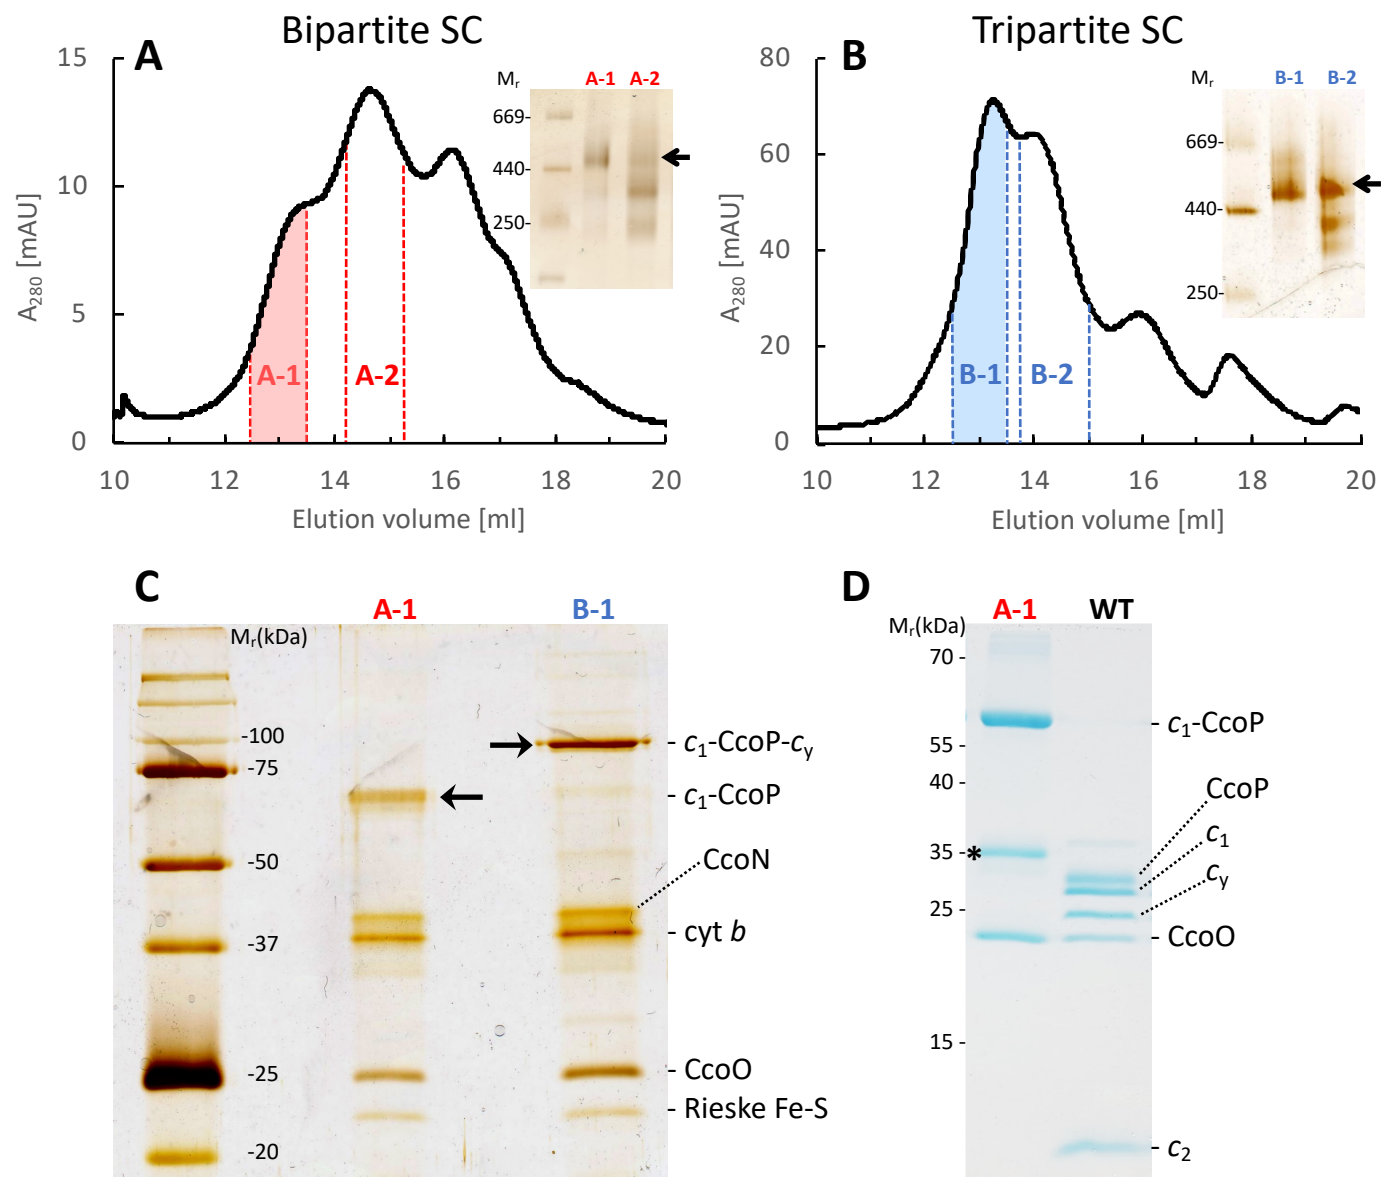 Bipartite SC
Tripartite SC
A
15
10
5
0
A280 [mAU]
10 12 14 16 18 20
Elution volume [ml]
A-1
A-2
Mr A-1 A-2
669-
440-
250-
B
80
60
40
20
0
A280 [mAU]
10 12 14 16 18 20
Elution volume [ml]
B-1
B-2
Mr B-1 B-2
669-
440-
250-
C
A-1 B-1
Mr(kDa)
-100
-75
-50
-37
-25
-20
- c1-CcoP-cy
- c1-CcoP
CcoN
- cyt b
- CcoO
- Rieske Fe-S
D
A-1 WT
Mr(kDa)
70 -
55 -
40 -
35 -
25 -
15 -
*
- c1-CcoP
CcoP
c1
cy
- CcoO
- c2